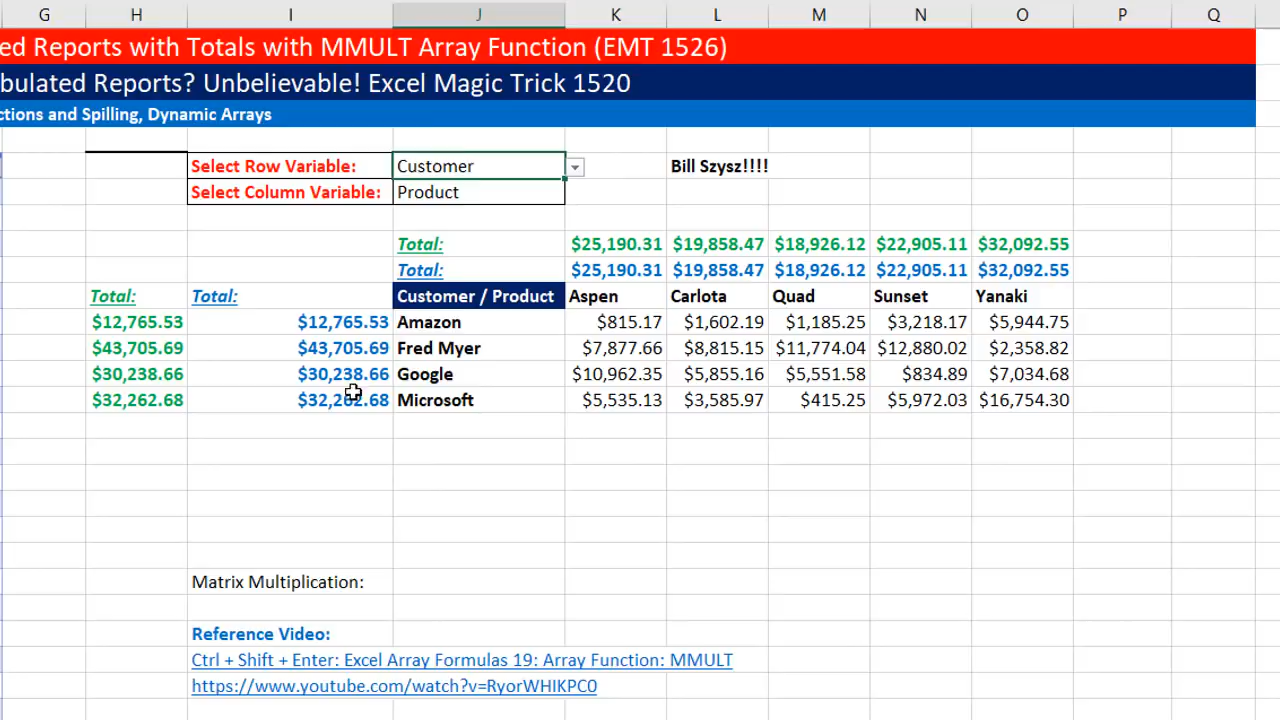 G H I J K L M N O P Q
ed Reports with Totals with MMULT Array Function (EMT 1526)
bulated Reports? Unbelievable! Excel Magic Trick 1520
ctions and Spilling, Dynamic Arrays
Select Row Variable: Customer Bill Szysz!!!!
Select Column Variable: Product
Total: $25,190.31 $19,858.47 $18,926.12 $22,905.11 $32,092.55
Total: $25,190.31 $19,858.47 $18,926.12 $22,905.11 $32,092.55
Total: Total: Customer / Product Aspen Carlota Quad Sunset Yanaki
$12,765.53 $12,765.53 Amazon $815.17 $1,602.19 $1,185.25 $3,218.17 $5,944.75
$43,705.69 $43,705.69 Fred Myer $7,877.66 $8,815.15 $11,774.04 $12,880.02 $2,358.82
$30,238.66 $30,238.66 Google $10,962.35 $5,855.16 $5,551.58 $834.89 $7,034.68
$32,262.68 $32,262.68 Microsoft $5,535.13 $3,585.97 $415.25 $5,972.03 $16,754.30
Matrix Multiplication:
Reference Video:
Ctrl + Shift + Enter: Excel Array Formulas 19: Array Function: MMULT
https://www.youtube.com/watch?v=RyorWHIKPC0